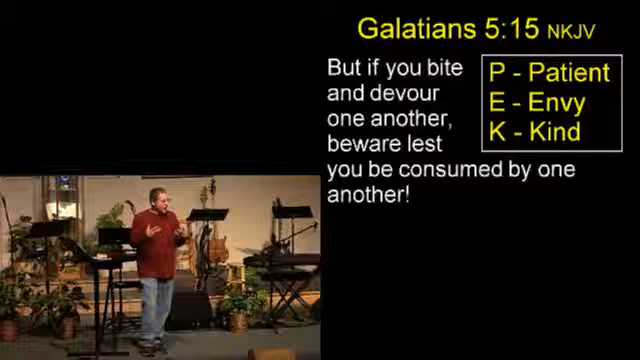 Galatians 5:15 NKJV
But if you bite
and devour
one another,
beware lest
you be consumed by one
another!
P - Patient
E - Envy
K - Kind